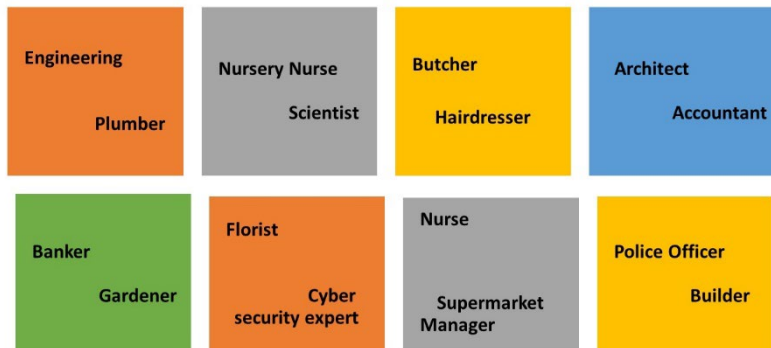 Engineering
Plumber
Nursery Nurse
Scientist
Butcher
Hairdresser
Architect
Accountant
Banker
Gardener
Florist
Cyber
security expert
Nurse
Supermarket
Manager
Police Officer
Builder